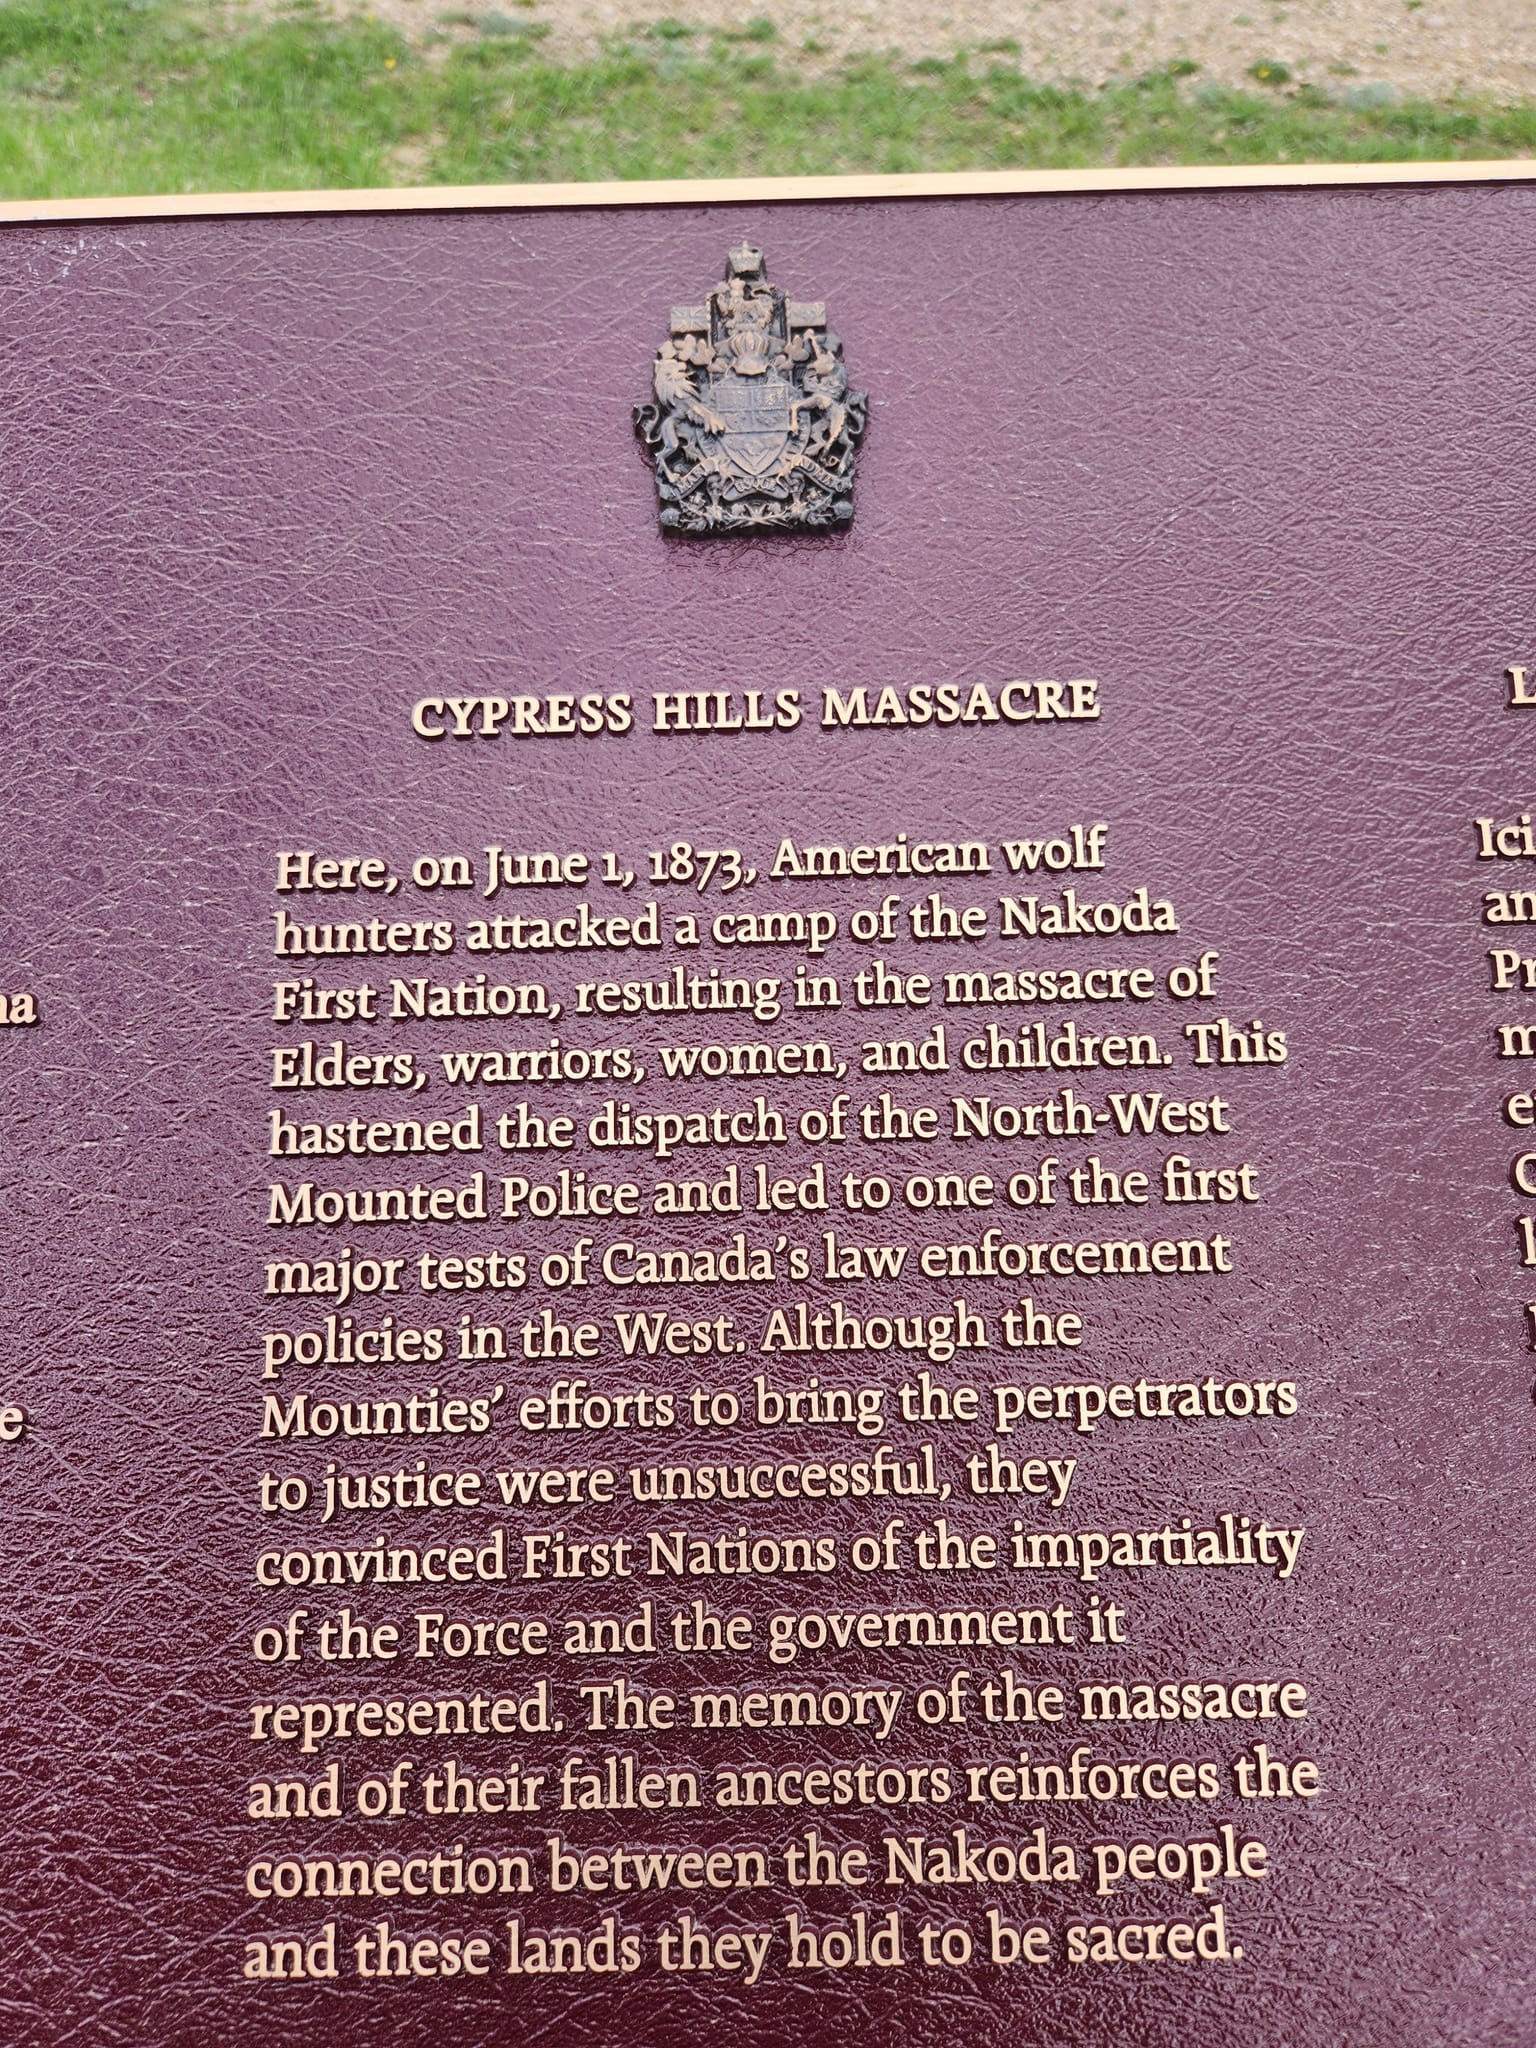 CYPRESS HILLS MASSACRE
Here, on June 1, 1873, American wolf
hunters attacked a camp of the Nakoda
First Nation, resulting in the massacre of
Elders, warriors, women, and children. This
hastened the dispatch of the North-West
Mounted Police and led to one of the first
major tests of Canada's law enforcement
policies in the West. Although the
Mounties' efforts to bring the perpetrators
to justice were unsuccessful, they
convinced First Nations of the impartiality
of the Force and the government it
represented. The memory of the massacre
and of their fallen ancestors reinforces the
connection between the Nakoda people
and these lands they hold to be sacred.
Ici